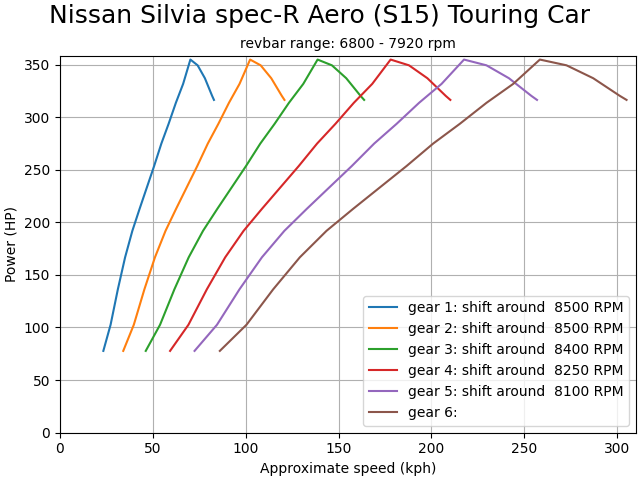 Nissan Silvia spec-R Aero (S15) Touring Car
revbar range: 6800 - 7920 rpm
350
300
250
200
150
100
50
0
Power (HP)
gear 1: shift around  8500 RPM
gear 2: shift around  8500 RPM
gear 3: shift around  8400 RPM
gear 4: shift around  8250 RPM
gear 5: shift around  8100 RPM
gear 6:
0 50 100 150 200 250 300
Approximate speed (kph)